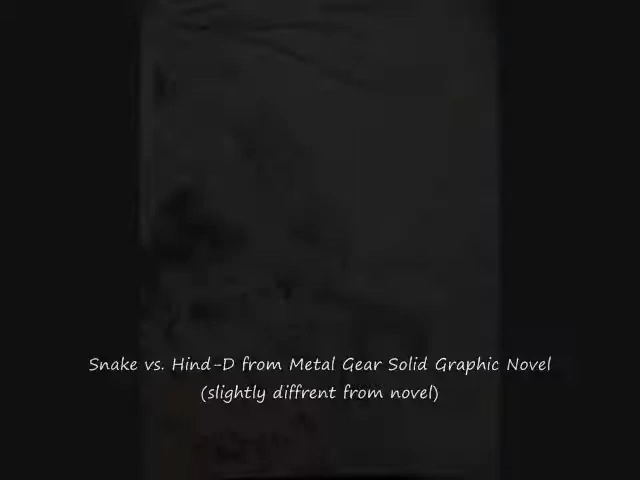 Snake vs. Hind-D from Metal Gear Solid Graphic Novel
(slightly diffrent from novel)